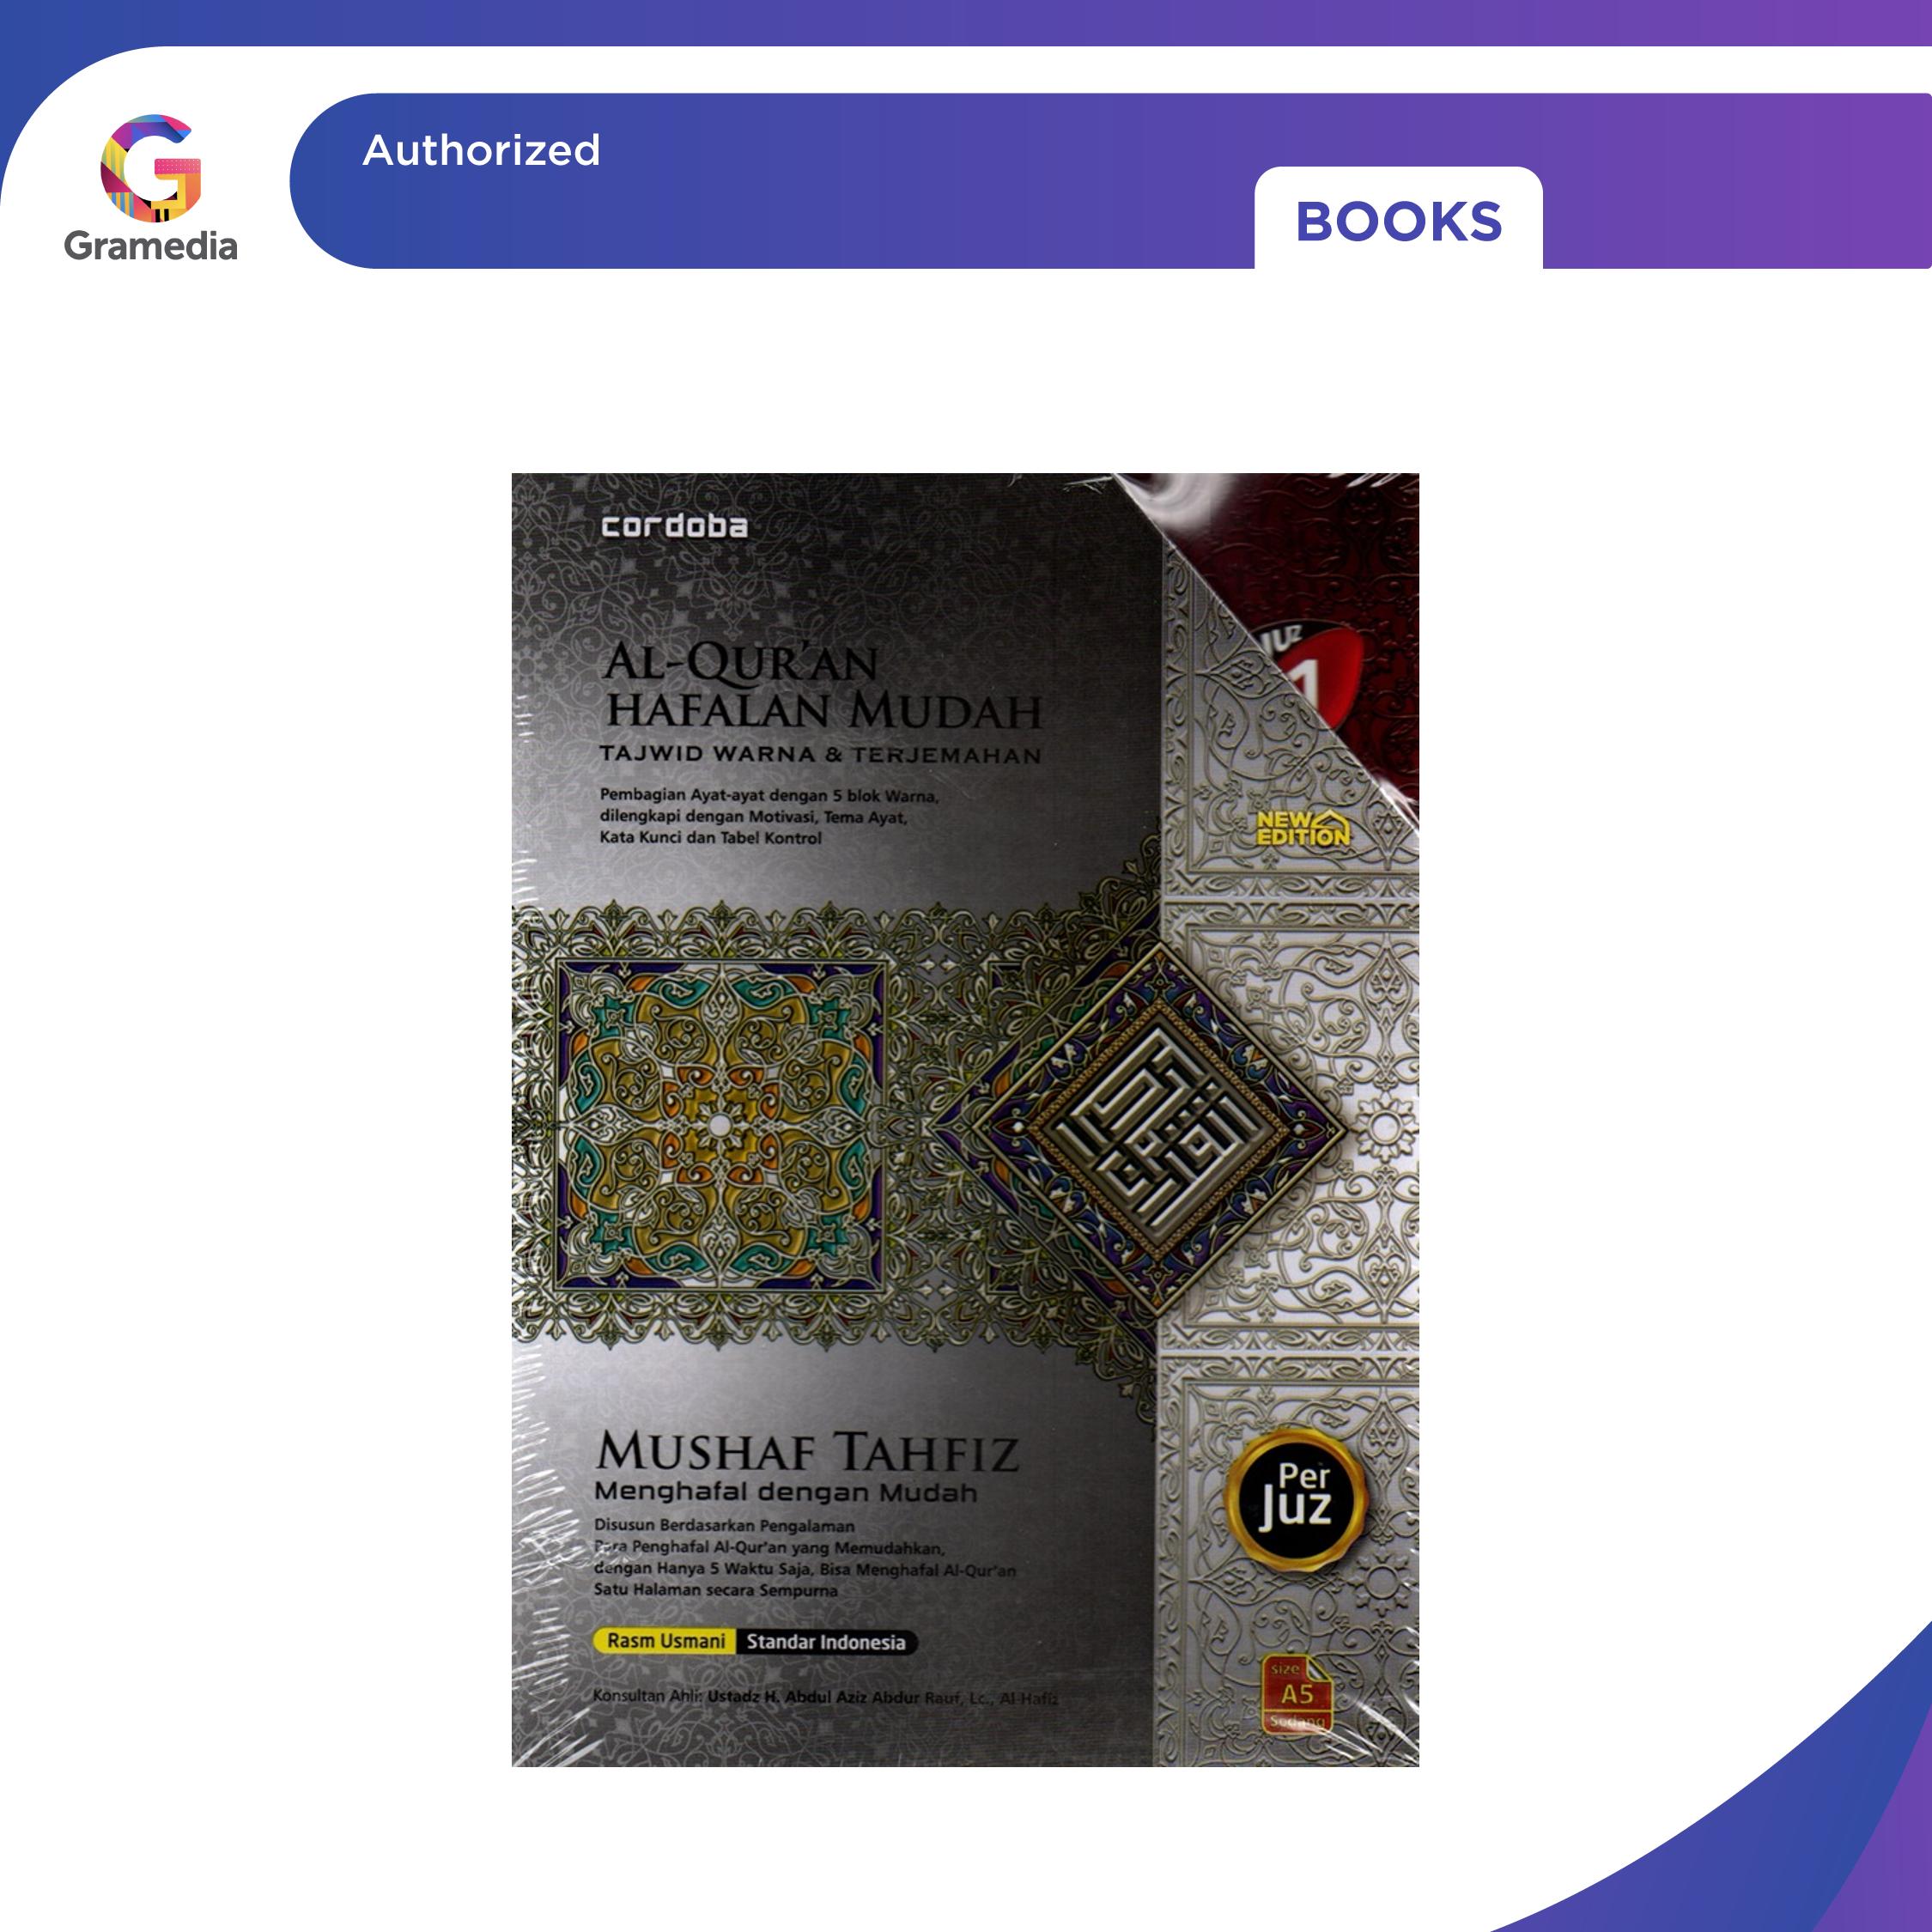 Gramedia
Authorized
BOOKS
cordoba
JUZ
1
AL-QUR'AN
HAFALAN MUDAH
TAJWID WARNA & TERJEMAHAN
Pembagian Ayat-ayat dengan 5 blok Warna,
dilengkapi dengan Motivasi, Tema Ayat,
Kata Kunci dan Tabel Kontrol
NEW
EDITION
MUSHAF TAHFIZ
Menghafal dengan Mudah
Disusun Berdasarkan Pengalaman
Para Penghafal Al-Qur'an yang Memudahkan,
dengan Hanya 5 Waktu Saja, Bisa Menghafal Al-Qur'an
Satu Halaman secara Sempurna
Per
Juz
Rasm Usmani Standar Indonesia
Konsultan Ahli: Ustadz H. Abdul Aziz Abdur Rauf, Lc., Al-Hafiz
size
A5
Sedang